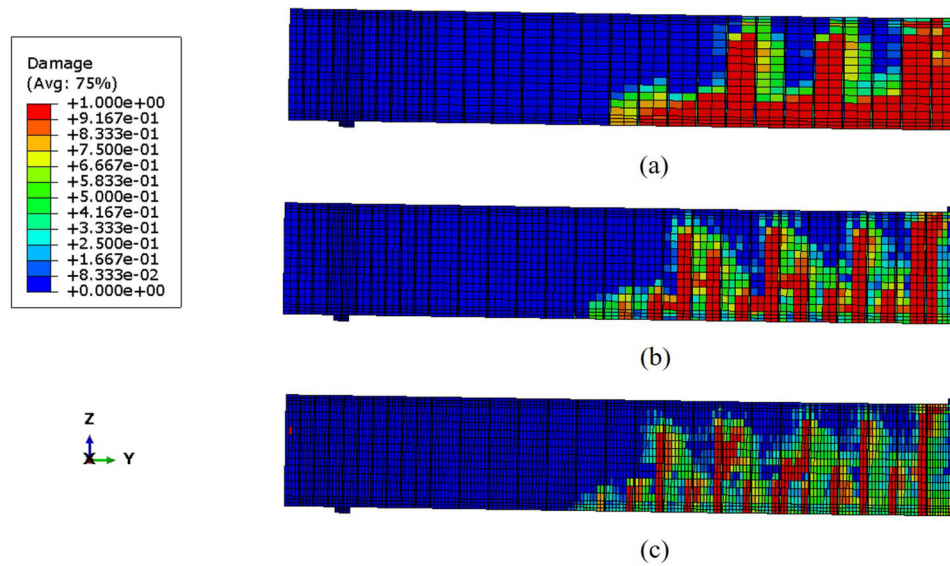 Damage
(Avg: 75%)
+1.000e+00
+9.167e-01
+8.333e-01
+7.500e-01
+6.667e-01
+5.833e-01
+5.000e-01
+4.167e-01
+3.333e-01
+2.500e-01
+1.667e-01
+8.333e-02
+0.000e+00
(a)
(b)
Z
X Y
(c)